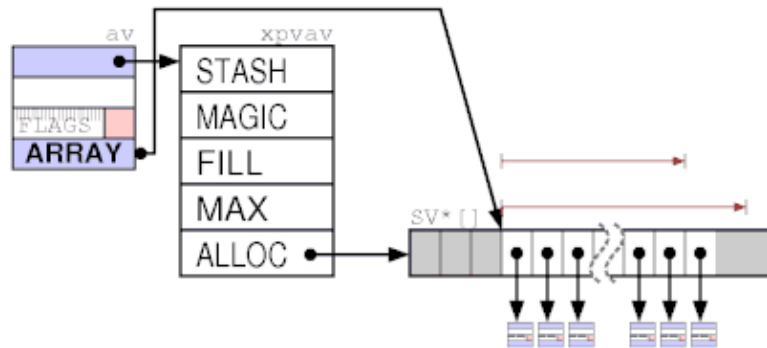 av
xpvav
STASH
FLAGS
MAGIC
ARRAY
FILL
MAX
SV*[]
ALLOC